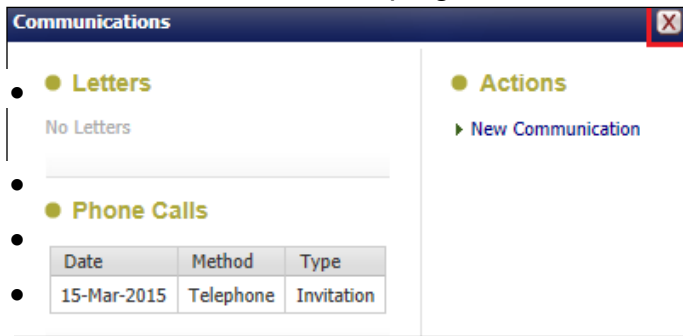 Communications
X
Letters
No Letters
Phone Calls
Date Method Type
15-Mar-2015 Telephone Invitation
Actions
New Communication